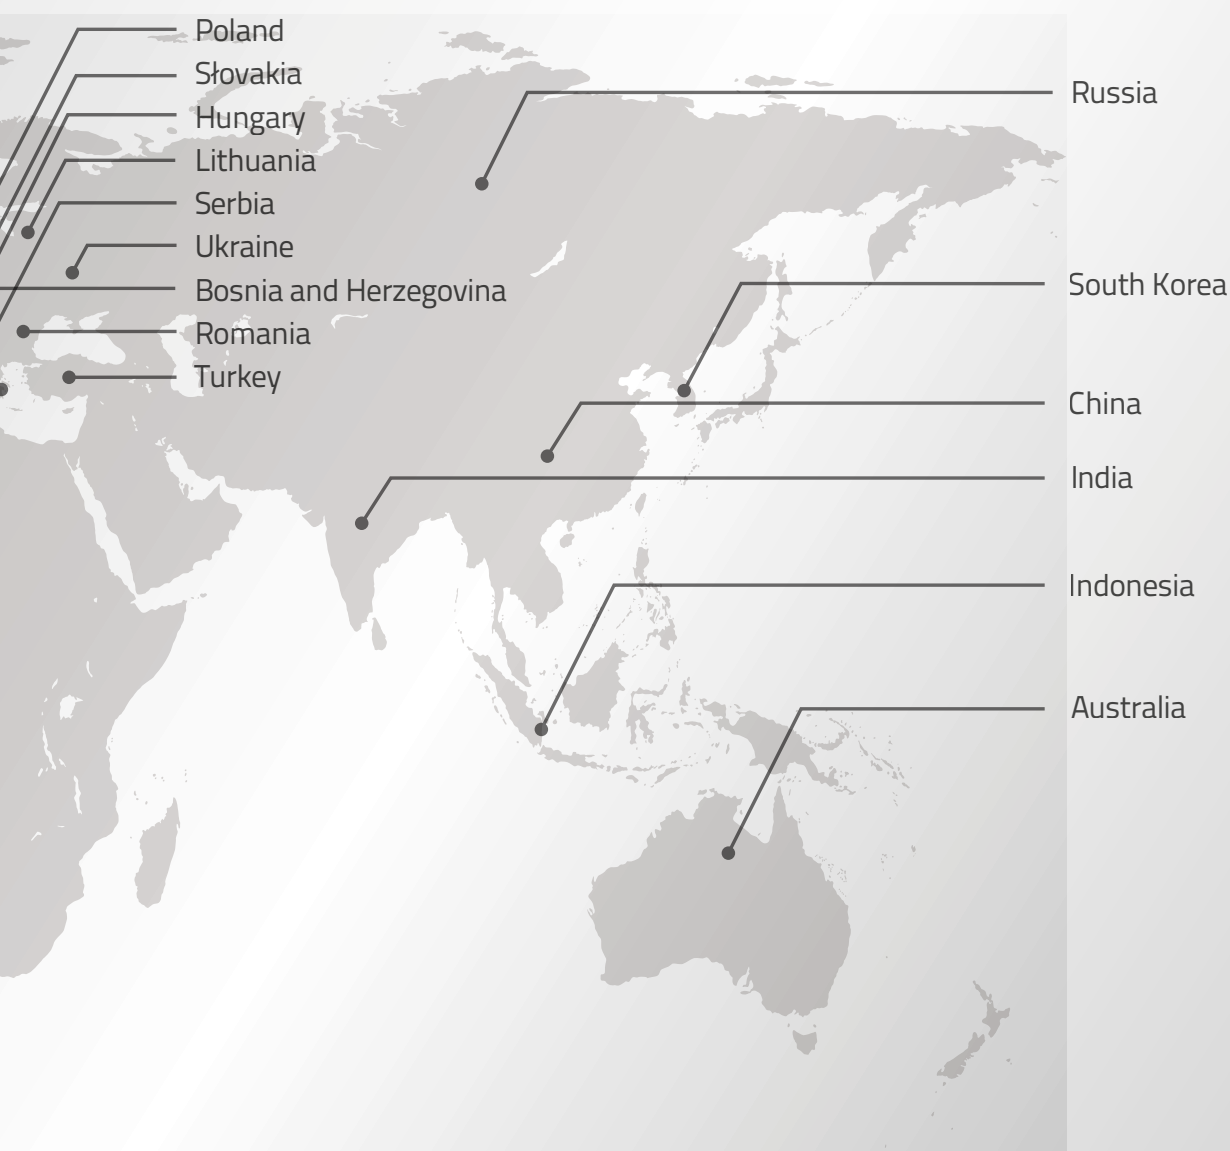 Poland
Słovakia
Hungary
Lithuania
Serbia
Ukraine
Bosnia and Herzegovina
Romania
Turkey
Russia
South Korea
China
India
Indonesia
Australia